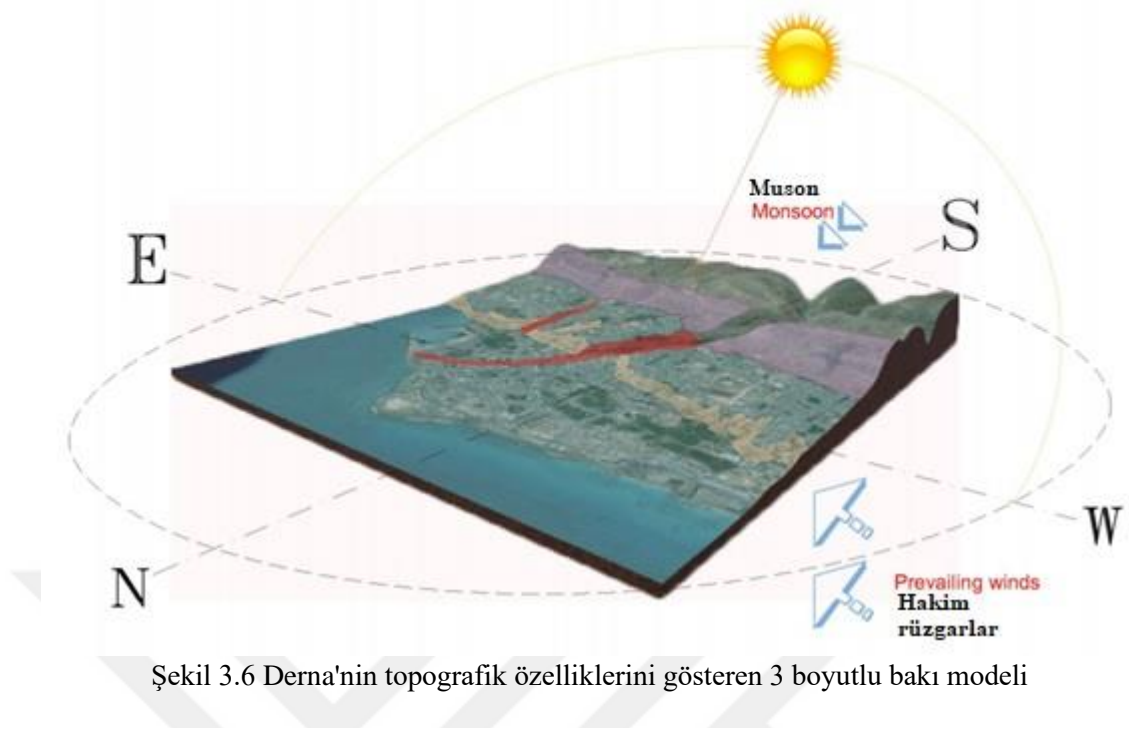 Muson
Monsoon
S
E
W
N
Prevailing winds
Hakim
rüzgarlar
Şekil 3.6 Derna'nin topografik özelliklerini gösteren 3 boyutlu bakı modeli